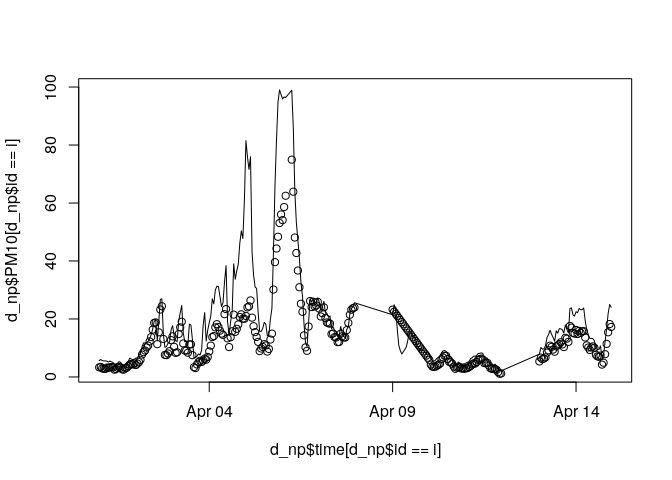 d_np$PM10[d_np$id == i]
100
80
60
40
20
0
Apr 04 Apr 09 Apr 14
d_np$time[d_np$id == i]